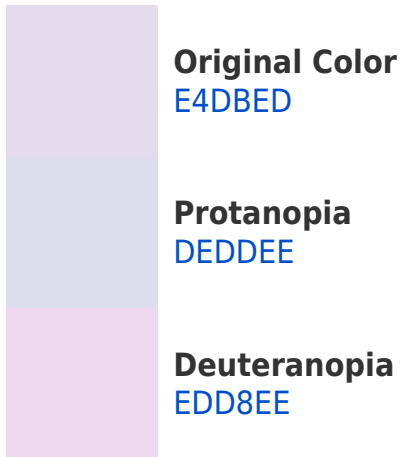 Original Color
E4DBED
Protanopia
DEDDEE
Deuteranopia
EDD8EE